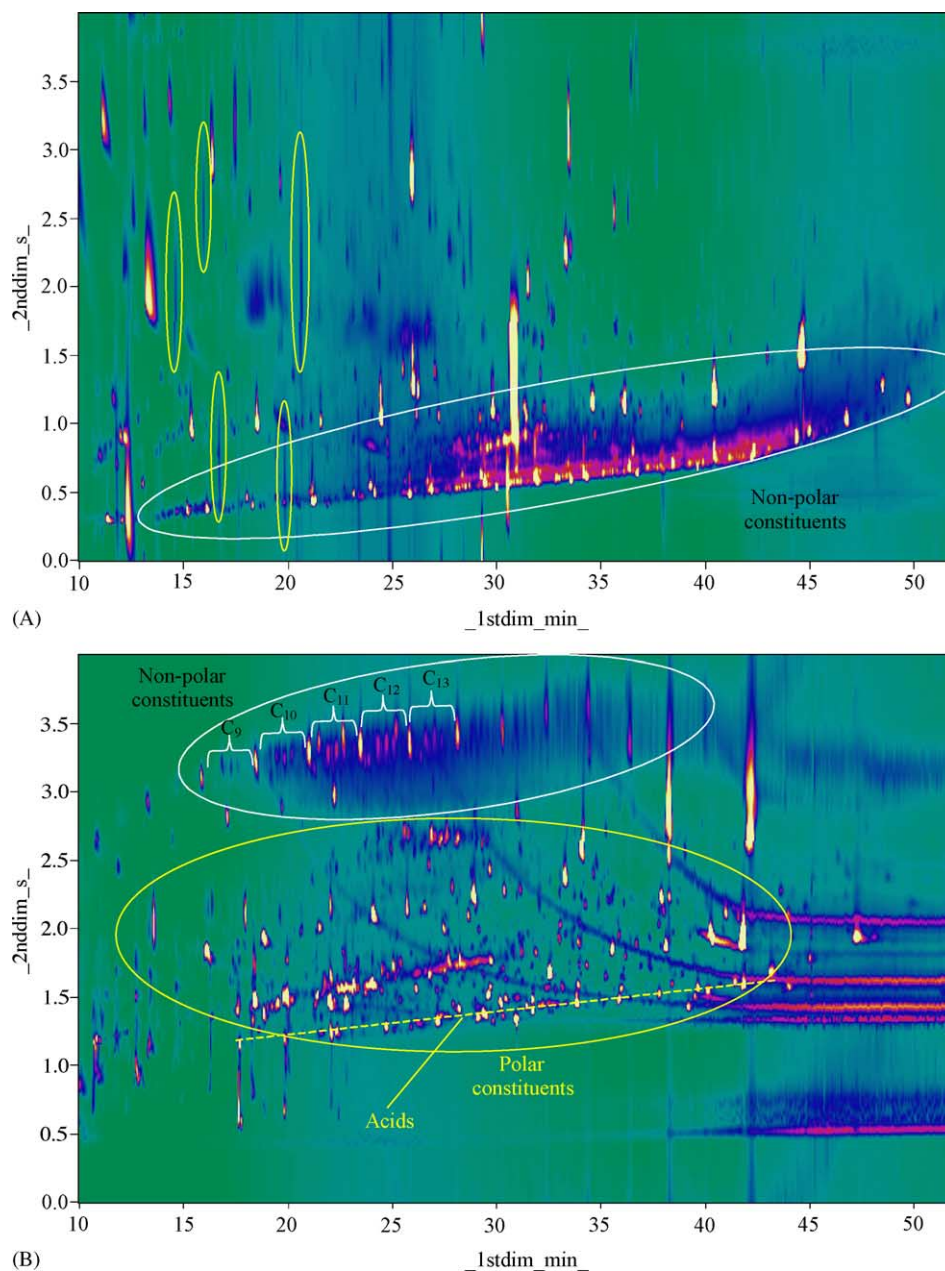 3.5
3.0
2.5
_2nddim_s_
2.0
1.5
1.0
0.5
0.0
Non-polar
constituents
10 15 20 25 30 35 40 45 50
(A) _1stdim_min_
Non-polar
constituents
C9 C10 C11 C12 C13
3.5
3.0
2.5
_2nddim_s_
2.0
1.5
1.0
0.5
0.0
Polar
constituents
Acids
10 15 20 25 30 35 40 45 50
(B) _1stdim_min_